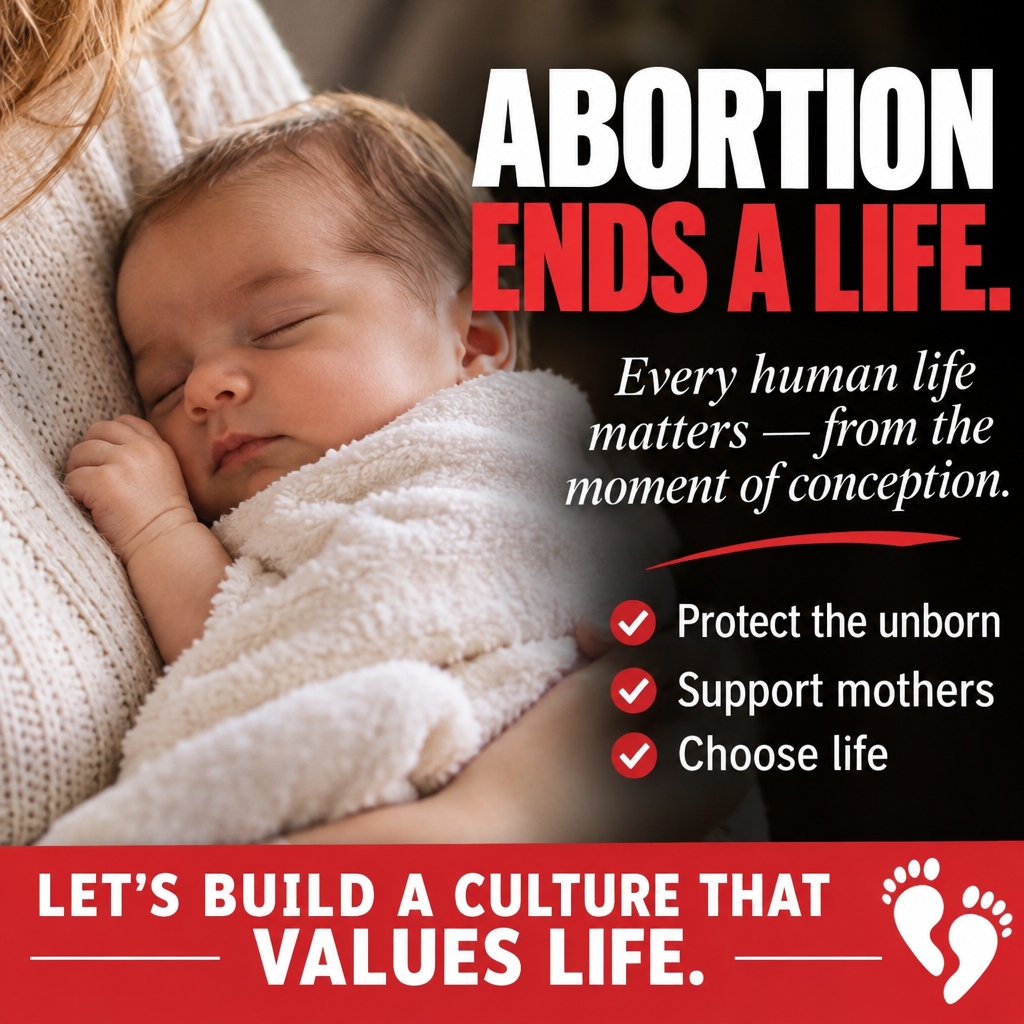 ABORTION
ENDS A LIFE.
Every human life
matters — from the
moment of conception.
Protect the unborn
Support mothers
Choose life
LET'S BUILD A CULTURE THAT
VALUES LIFE.